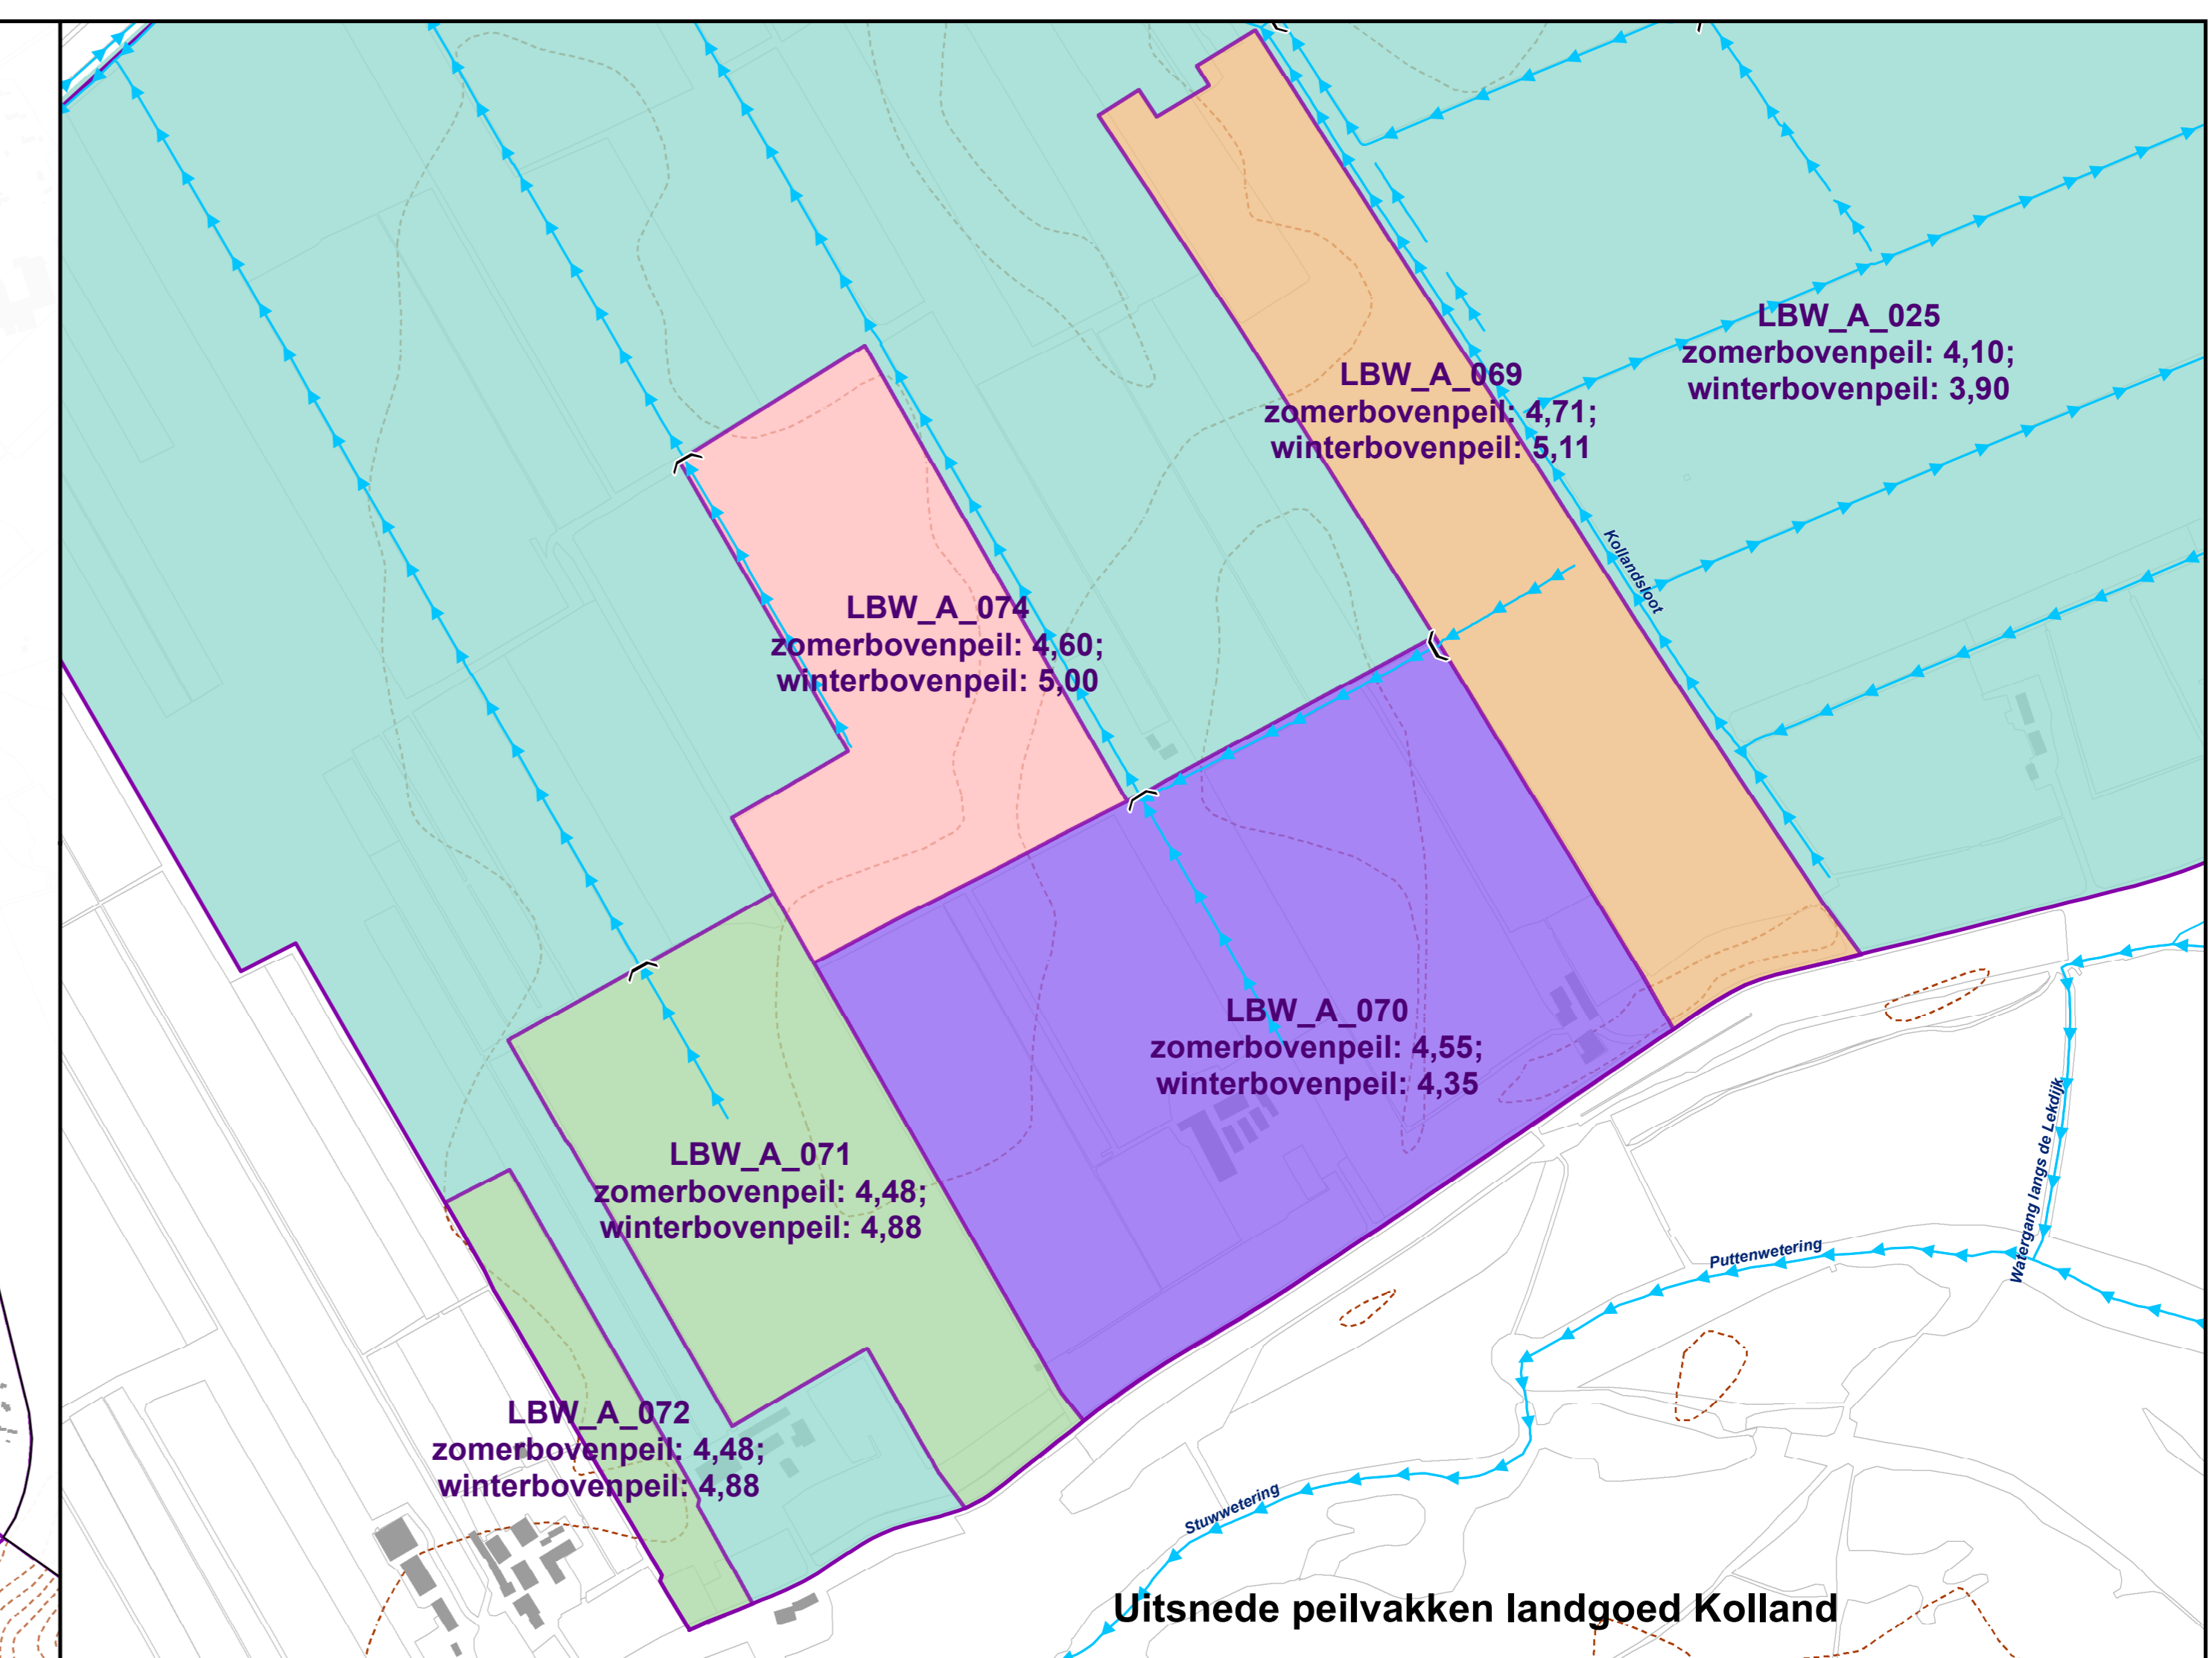 LBW_A_025
zomerbovenpeil: 4,10;
winterbovenpeil: 3,90
LBW_A_069
zomerbovenpeil: 4,71;
winterbovenpeil: 5,11
Kollandsloot
LBW_A_074
zomerbovenpeil: 4,60;
winterbovenpeil: 5,00
LBW_A_070
zomerbovenpeil: 4,55;
winterbovenpeil: 4,35
LBW_A_071
zomerbovenpeil: 4,48;
winterbovenpeil: 4,88
Watergang langs de Lekdijk
Puttenwetering
LBW_A_072
zomerbovenpeil: 4,48;
winterbovenpeil: 4,88
Stuwwetering
Uitsnede peilvakken landgoed Kolland